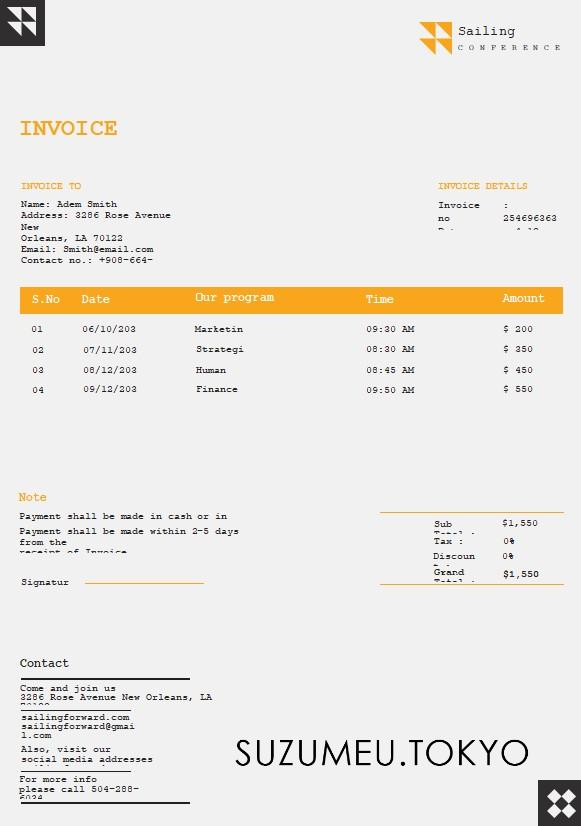 Sailing
CONFERENCE
INVOICE
INVOICE TO
Name: Adem Smith
Address: 3286 Rose Avenue
New
Orleans, LA 70122
Email: Smith@email.com
Contact no.: +908-664-
INVOICE DETAILS
Invoice :
no 254696363
S.No Date Our program Time Amount
01 06/10/203 Marketin 09:30 AM $ 200
02 07/11/203 Strategi 08:30 AM $ 350
03 08/12/203 Human 08:45 AM $ 450
04 09/12/203 Finance 09:50 AM $ 550
Note
Payment shall be made in cash or in
Payment shall be made within 2-5 days
from the
receipt of Invoice
Signatur
Sub $1,550
Total :
Tax : 0%
Discoun 0%
Grand $1,550
Total :
Contact
Come and join us
3286 Rose Avenue New Orleans, LA
sailingforward.com
sailingforward@gmai
l.com
Also, visit our
social media addresses
For more info
please call 504-288-
SUZUMEU.TOKYO